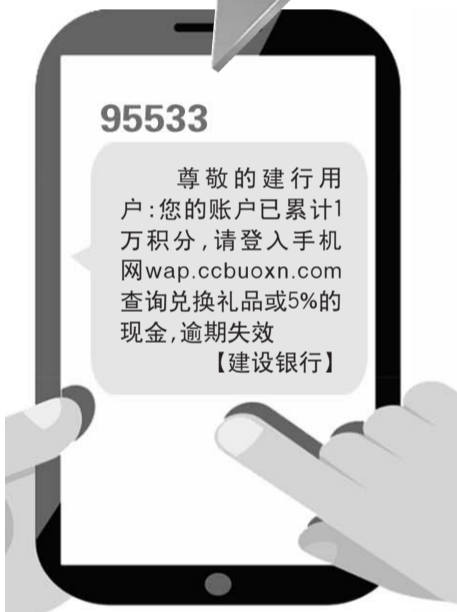 95533
尊敬的建行用
户:您的账户已累计1
万积分,请登入手机
网wap.ccbuoxn.com
查询兑换礼品或5%的
现金,逾期失效
【建设银行】